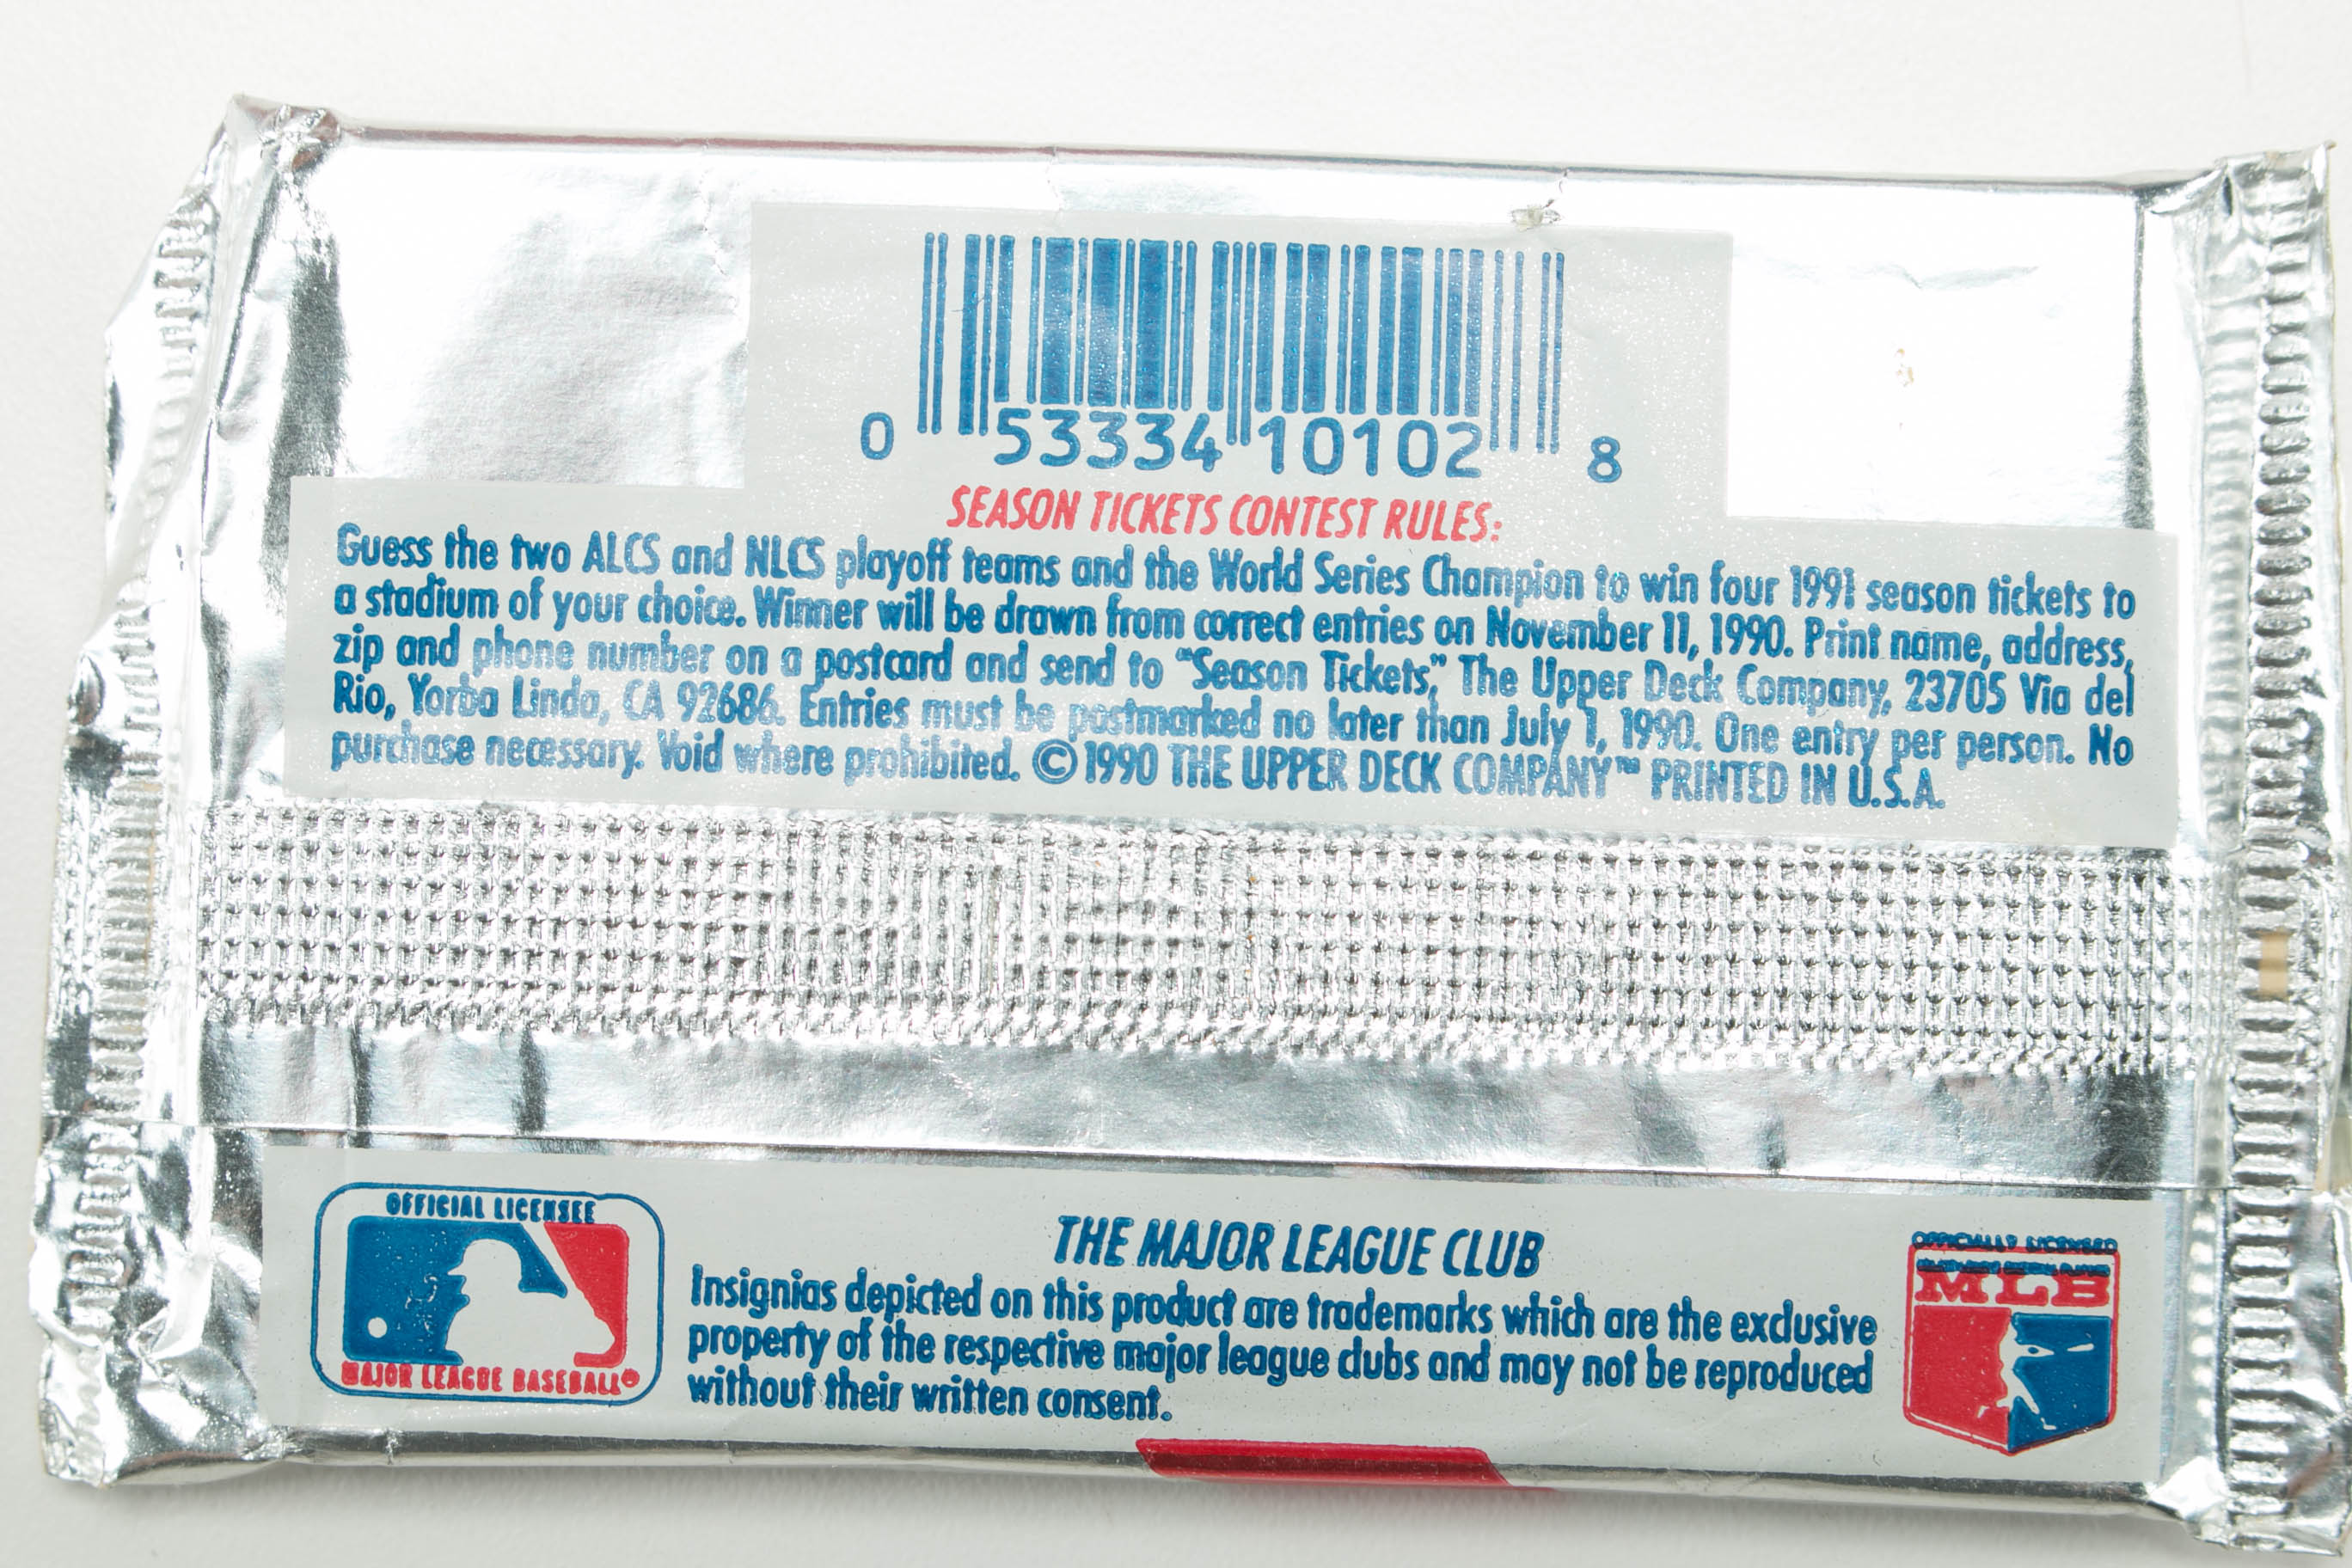 0 53334 10102 8
SEASON TICKETS CONTEST RULES:
Guess the two ALCS and NLCS playoff teams and the World Series Champion to win four 1991 season tickets to
a stadium of your choice. Winner will be drawn from correct entries on November 11, 1990. Print name, address,
zip and phone number on a postcard and send to "Season Tickets," The Upper Deck Company, 23705 Via del
Rio, Yorba Linda, CA 92686. Entries must be postmarked no later than July 1, 1990. One entry per person. No
purchase necessary. Void where prohibited. © 1990 THE UPPER DECK COMPANY™ PRINTED IN U.S.A.
OFFICIAL LICENSEE
MAJOR LEAGUE BASEBALL®
THE MAJOR LEAGUE CLUB
Insignias depicted on this product are trademarks which are the exclusive
property of the respective major league clubs and may not be reproduced
without their written consent.
OFFICIALLY LICENSED
MLB